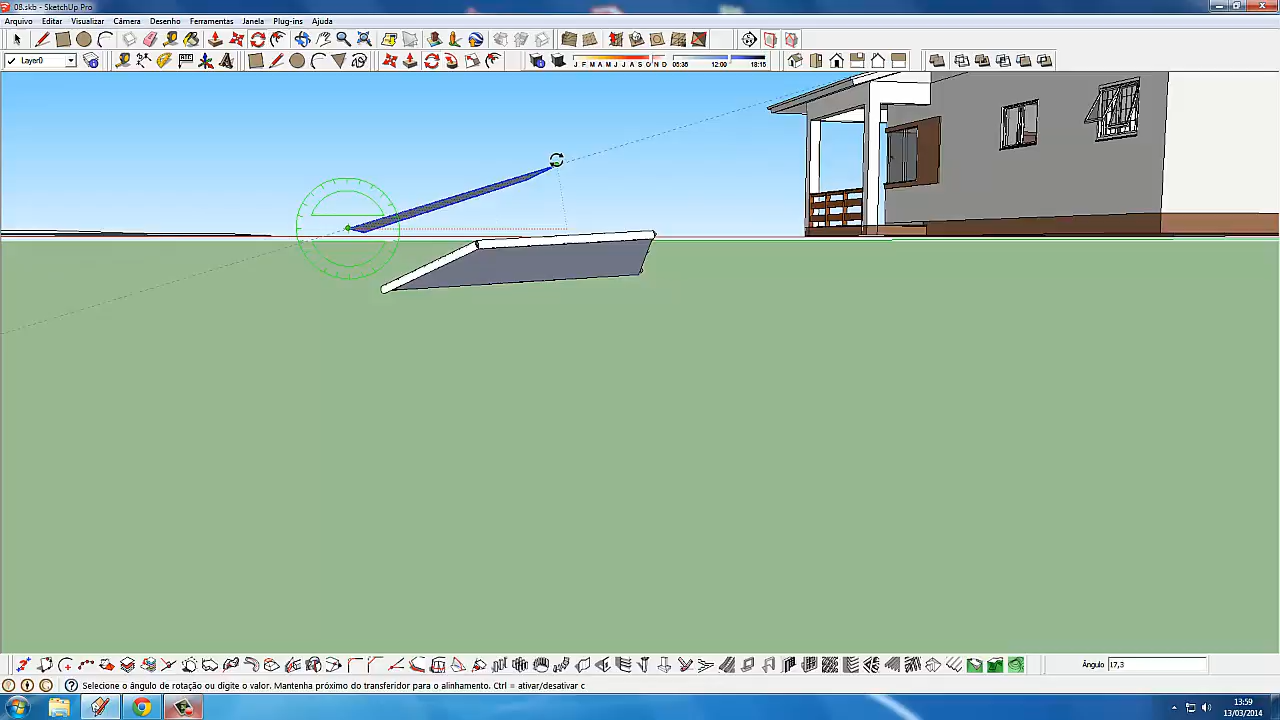 08.skb - SketchUp Pro
Arquivo Editar Visualizar Câmera Desenho Ferramentas Janela Plug-ins Ajuda
Layer0
J F M A M J J A S O N D
06:36 12:00 18:15
Ângulo 17,3
Selecione o ângulo de rotação ou digite o valor. Mantenha próximo do transferidor para o alinhamento. Ctrl = ativar/desativar c
13:59
13/03/2014